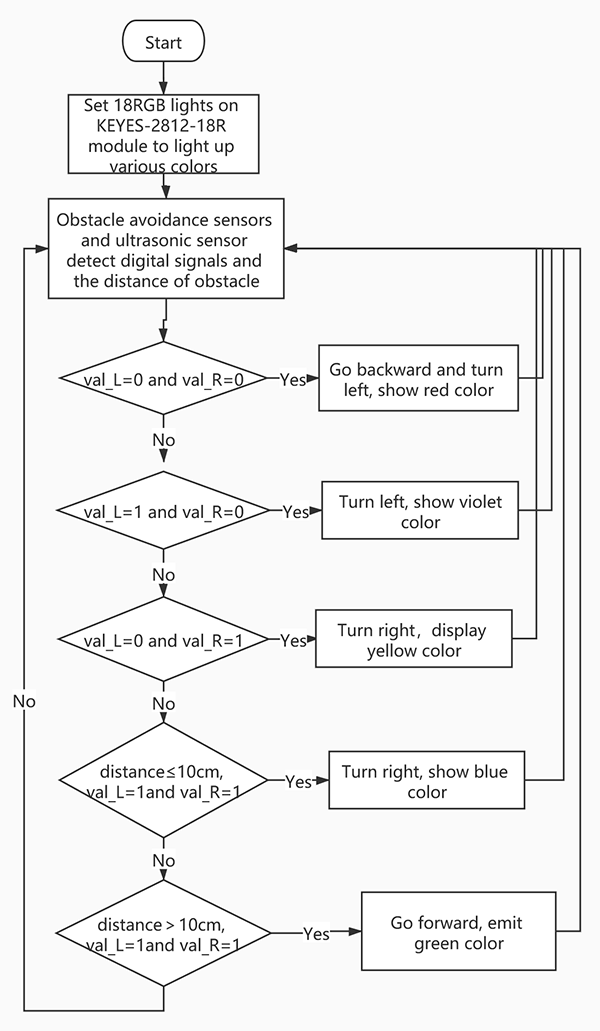 Start
Set 18RGB lights on
KEYES-2812-18R
module to light up
various colors
Obstacle avoidance sensors
and ultrasonic sensor
detect digital signals and
the distance of obstacle
val_L=0 and val_R=0
Yes
Go backward and turn
left, show red color
No
val_L=1 and val_R=0
Yes
Turn left, show violet
color
No
val_L=0 and val_R=1
Yes
Turn right，display
yellow color
No
No
distance≤10cm,
val_L=1and val_R=1
Yes
Turn right, show blue
color
No
distance > 10cm,
val_L=1and val_R=1
Yes
Go forward, emit
green color